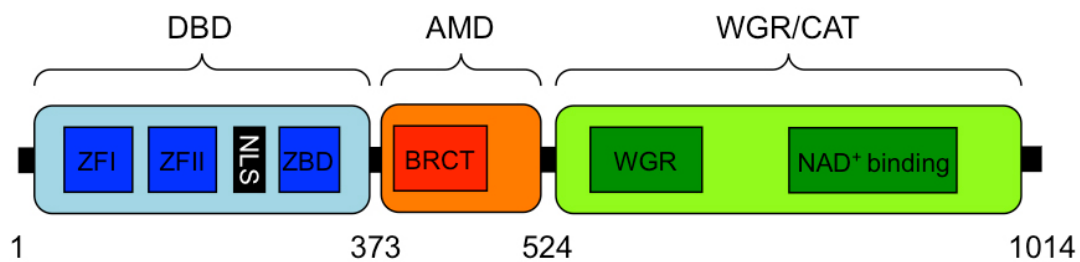 DBD AMD WGR/CAT
ZFI ZFII NLS ZBD BRCT WGR NAD⁺ binding
1 373 524 1014